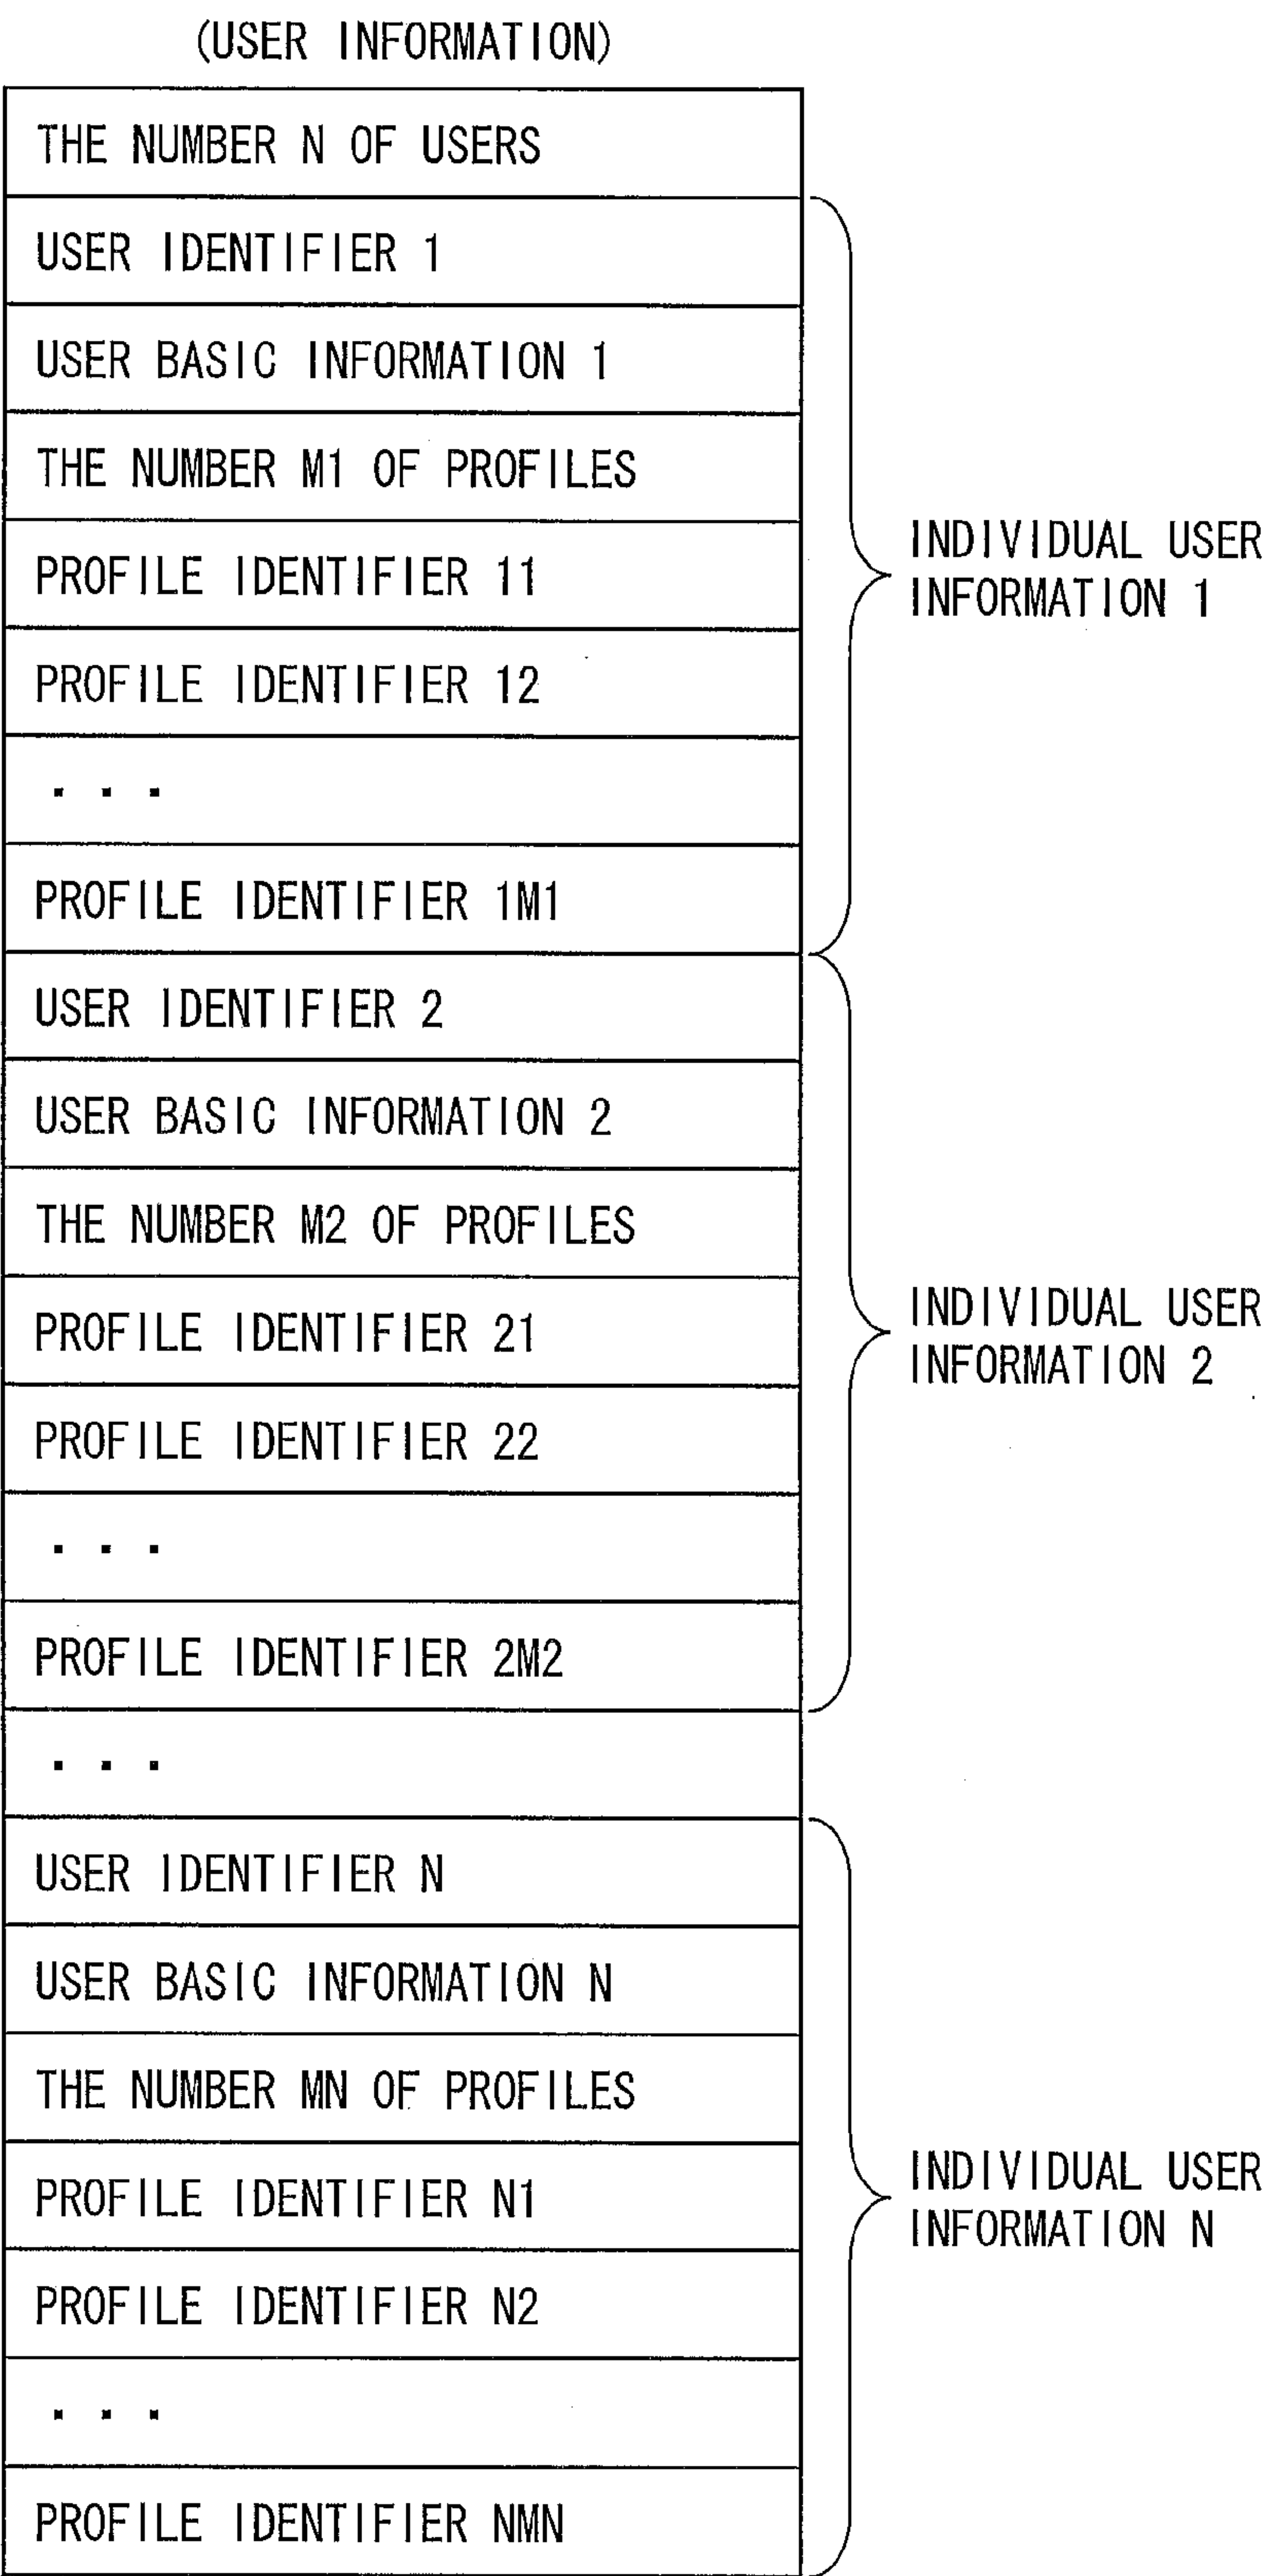 (USER INFORMATION)
THE NUMBER N OF USERS
USER IDENTIFIER 1
USER BASIC INFORMATION 1
THE NUMBER M1 OF PROFILES
PROFILE IDENTIFIER 11
PROFILE IDENTIFIER 12
. . .
PROFILE IDENTIFIER 1M1
INDIVIDUAL USER
INFORMATION 1
USER IDENTIFIER 2
USER BASIC INFORMATION 2
THE NUMBER M2 OF PROFILES
PROFILE IDENTIFIER 21
PROFILE IDENTIFIER 22
. . .
PROFILE IDENTIFIER 2M2
INDIVIDUAL USER
INFORMATION 2
. . .
USER IDENTIFIER N
USER BASIC INFORMATION N
THE NUMBER MN OF PROFILES
PROFILE IDENTIFIER N1
PROFILE IDENTIFIER N2
. . .
PROFILE IDENTIFIER NMN
INDIVIDUAL USER
INFORMATION N